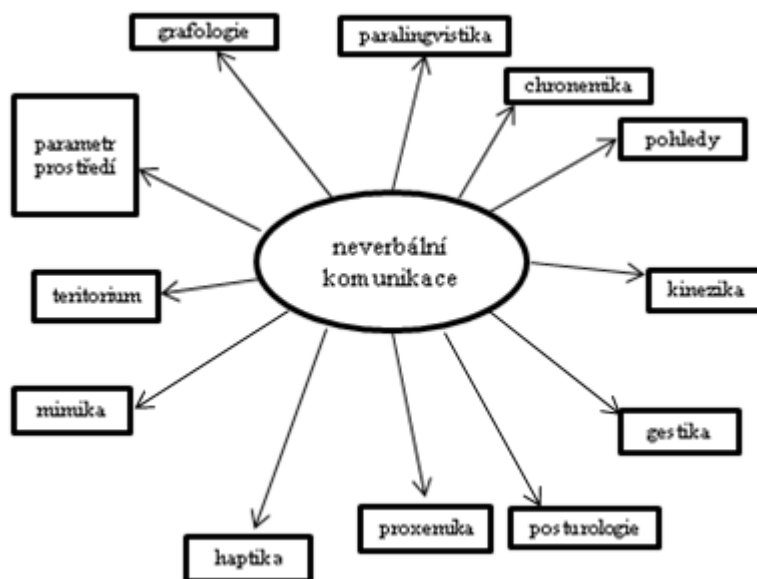 grafologie
paralingvistika
chronemika
parametr
prostředí
pohledy
neverbální
komunikace
teritorium
kinezika
mimika
gestika
proxemika
posturologie
haptika